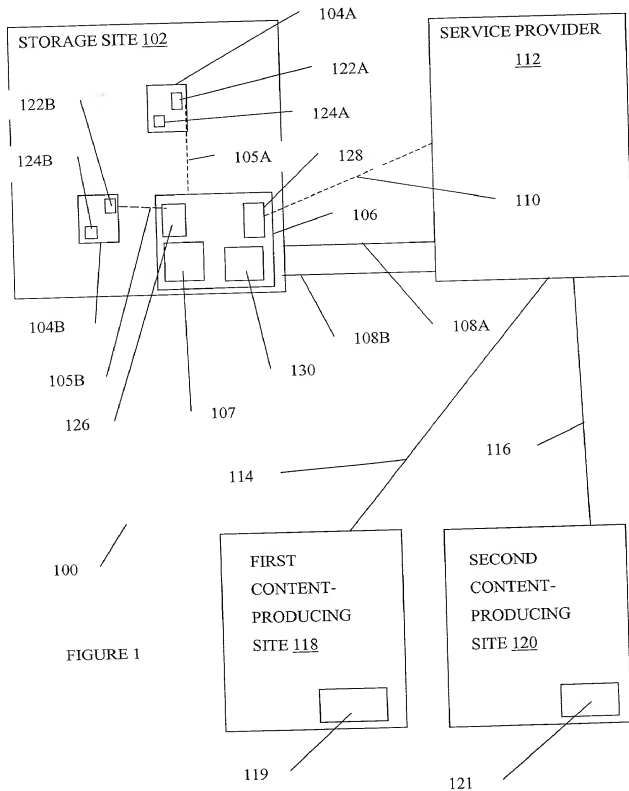 104A
STORAGE SITE 102
SERVICE PROVIDER
112
122A
122B
124A
124B
105A
128
110
106
104B
108B
108A
105B
130
126
107
114
116
100
FIRST
CONTENT-
PRODUCING
SITE 118
SECOND
CONTENT-
PRODUCING
SITE 120
FIGURE 1
119
121